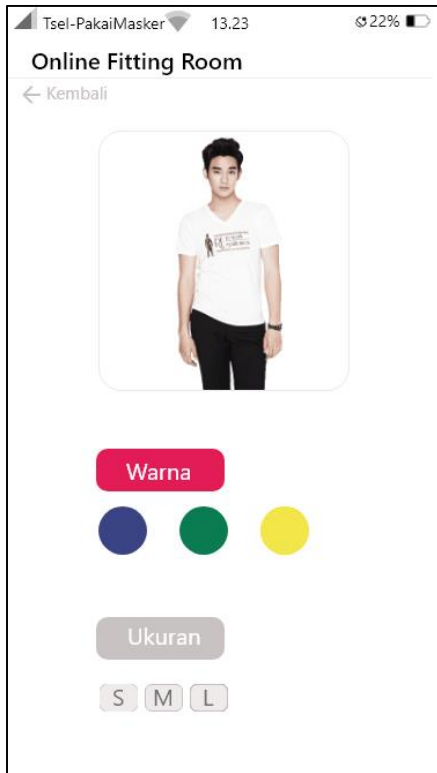 Tsel-PakaiMasker 13.23 22%
Online Fitting Room
← Kembali
Warna
Ukuran
S M L